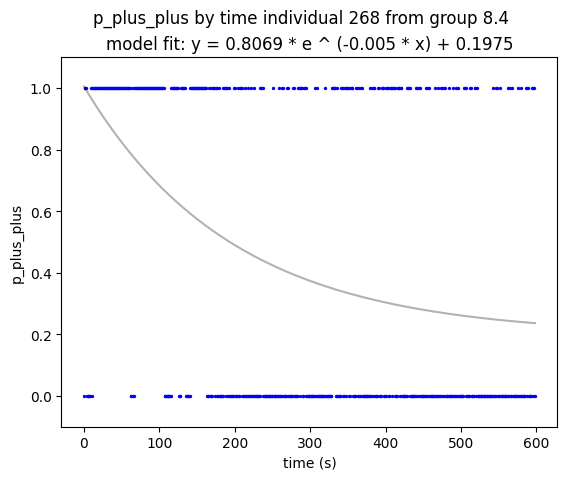 p_plus_plus by time individual 268 from group 8.4
model fit: y = 0.8069 * e ^ (-0.005 * x) + 0.1975
1.0
0.8
0.6
0.4
0.2
0.0
p_plus_plus
0 100 200 300 400 500 600
time (s)